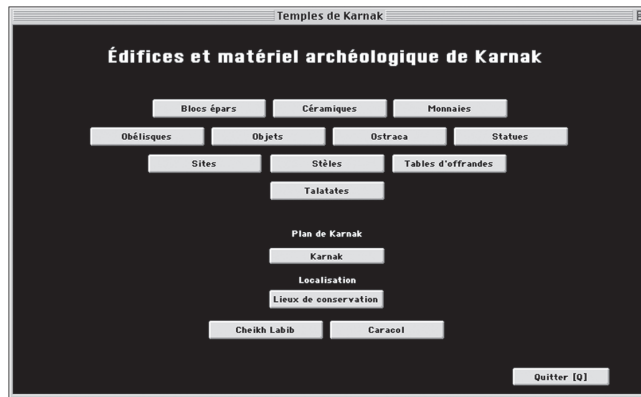 Temples de Karnak
Édifices et matériel archéologique de Karnak
Blocs épars Céramiques Monnaies
Obélisques Objets Ostraca Statues
Sites Stèles Tables d'offrandes
Talatates
Plan de Karnak
Karnak
Localisation
Lieux de conservation
Cheikh Labib Caracol
Quitter [Q]